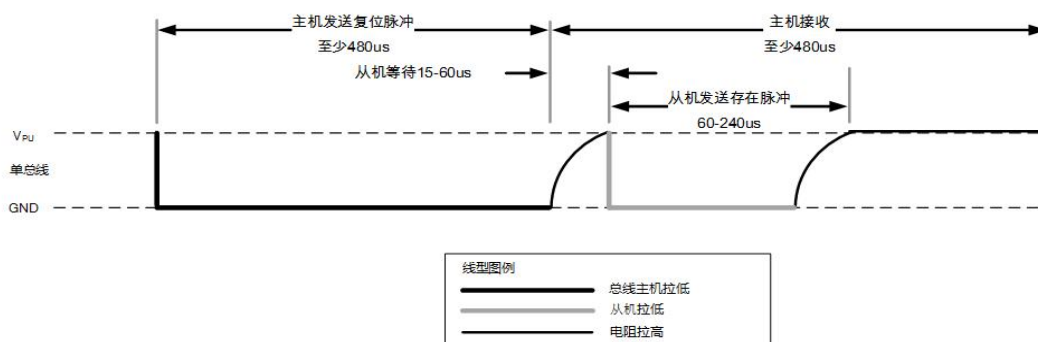 主机发送复位脉冲
至少480us
主机接收
至少480us
从机等待15-60us
从机发送存在脉冲
60-240us
VPU
单总线
GND
线型图例
总线主机拉低
从机拉低
电阻拉高